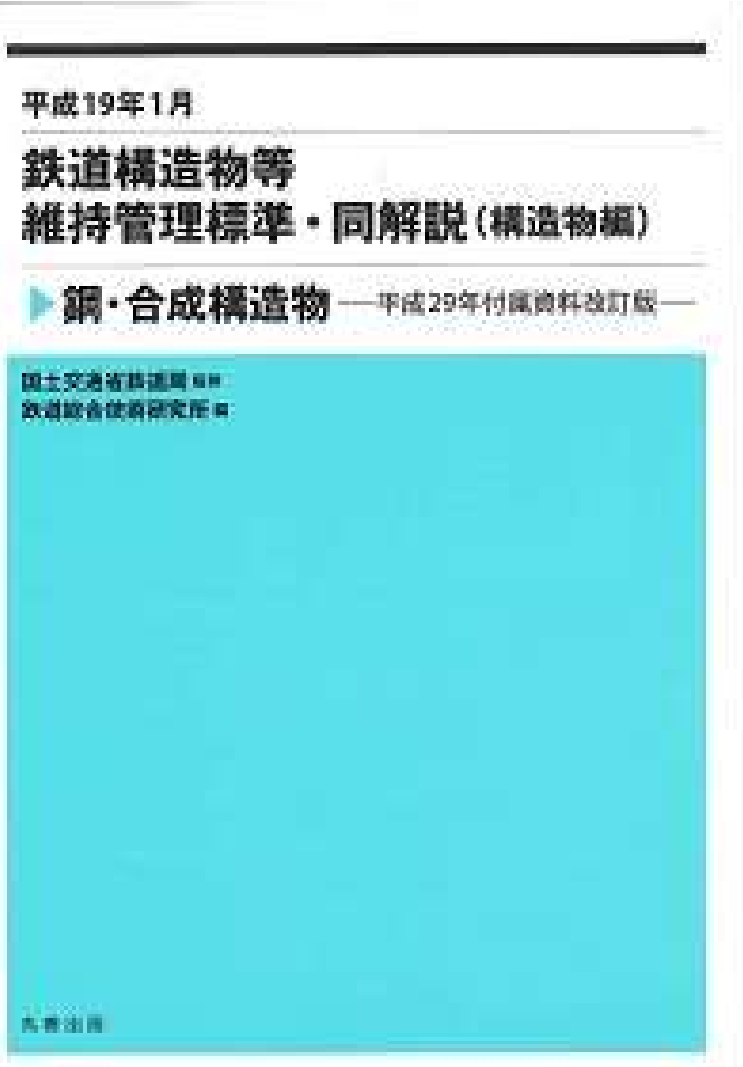 平成19年1月
鉄道構造物等
維持管理標準・同解説（構造物編）
鋼・合成構造物 ―平成29年付属資料改訂版―
国土交通省鉄道局 監修
鉄道総合技術研究所 編
丸善出版